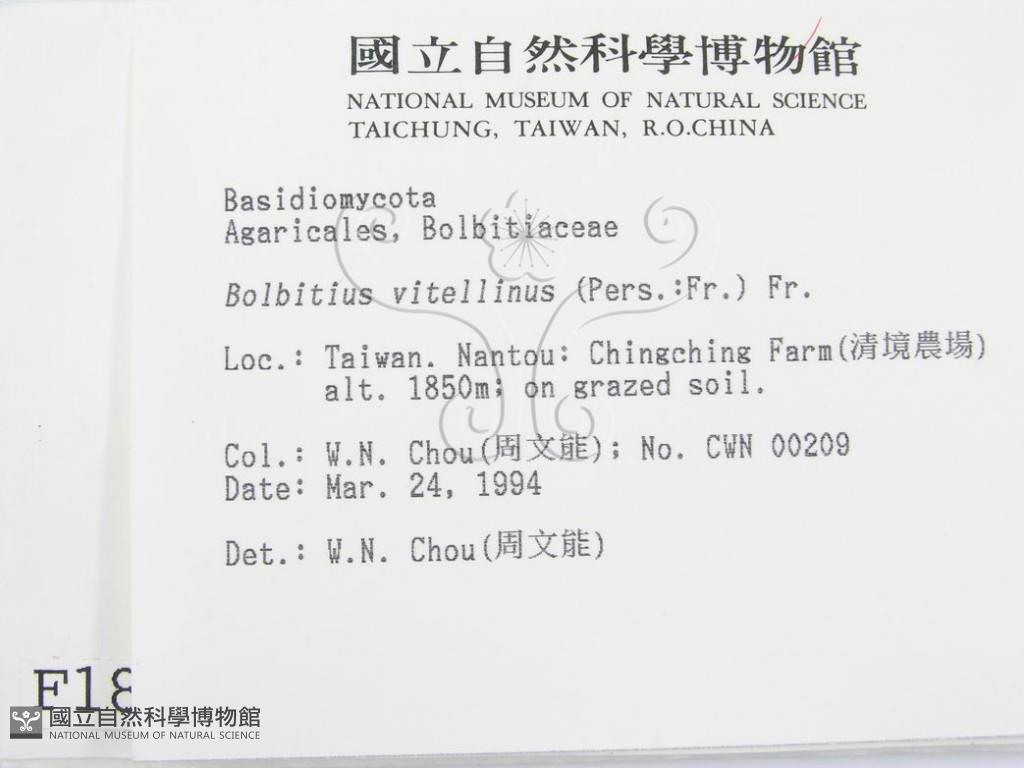 國立自然科學博物館
NATIONAL MUSEUM OF NATURAL SCIENCE
TAICHUNG, TAIWAN, R.O.CHINA
Basidiomycota
Agaricales, Bolbitiaceae
Bolbitius vitellinus (Pers.:Fr.) Fr.
Loc.: Taiwan. Nantou: Chingching Farm(清境農場)
alt. 1850m; on grazed soil.
Col.: W.N. Chou(周文能); No. CWN 00209
Date: Mar. 24, 1994
Det.: W.N. Chou(周文能)
F18
國立自然科學博物館
NATIONAL MUSEUM OF NATURAL SCIENCE